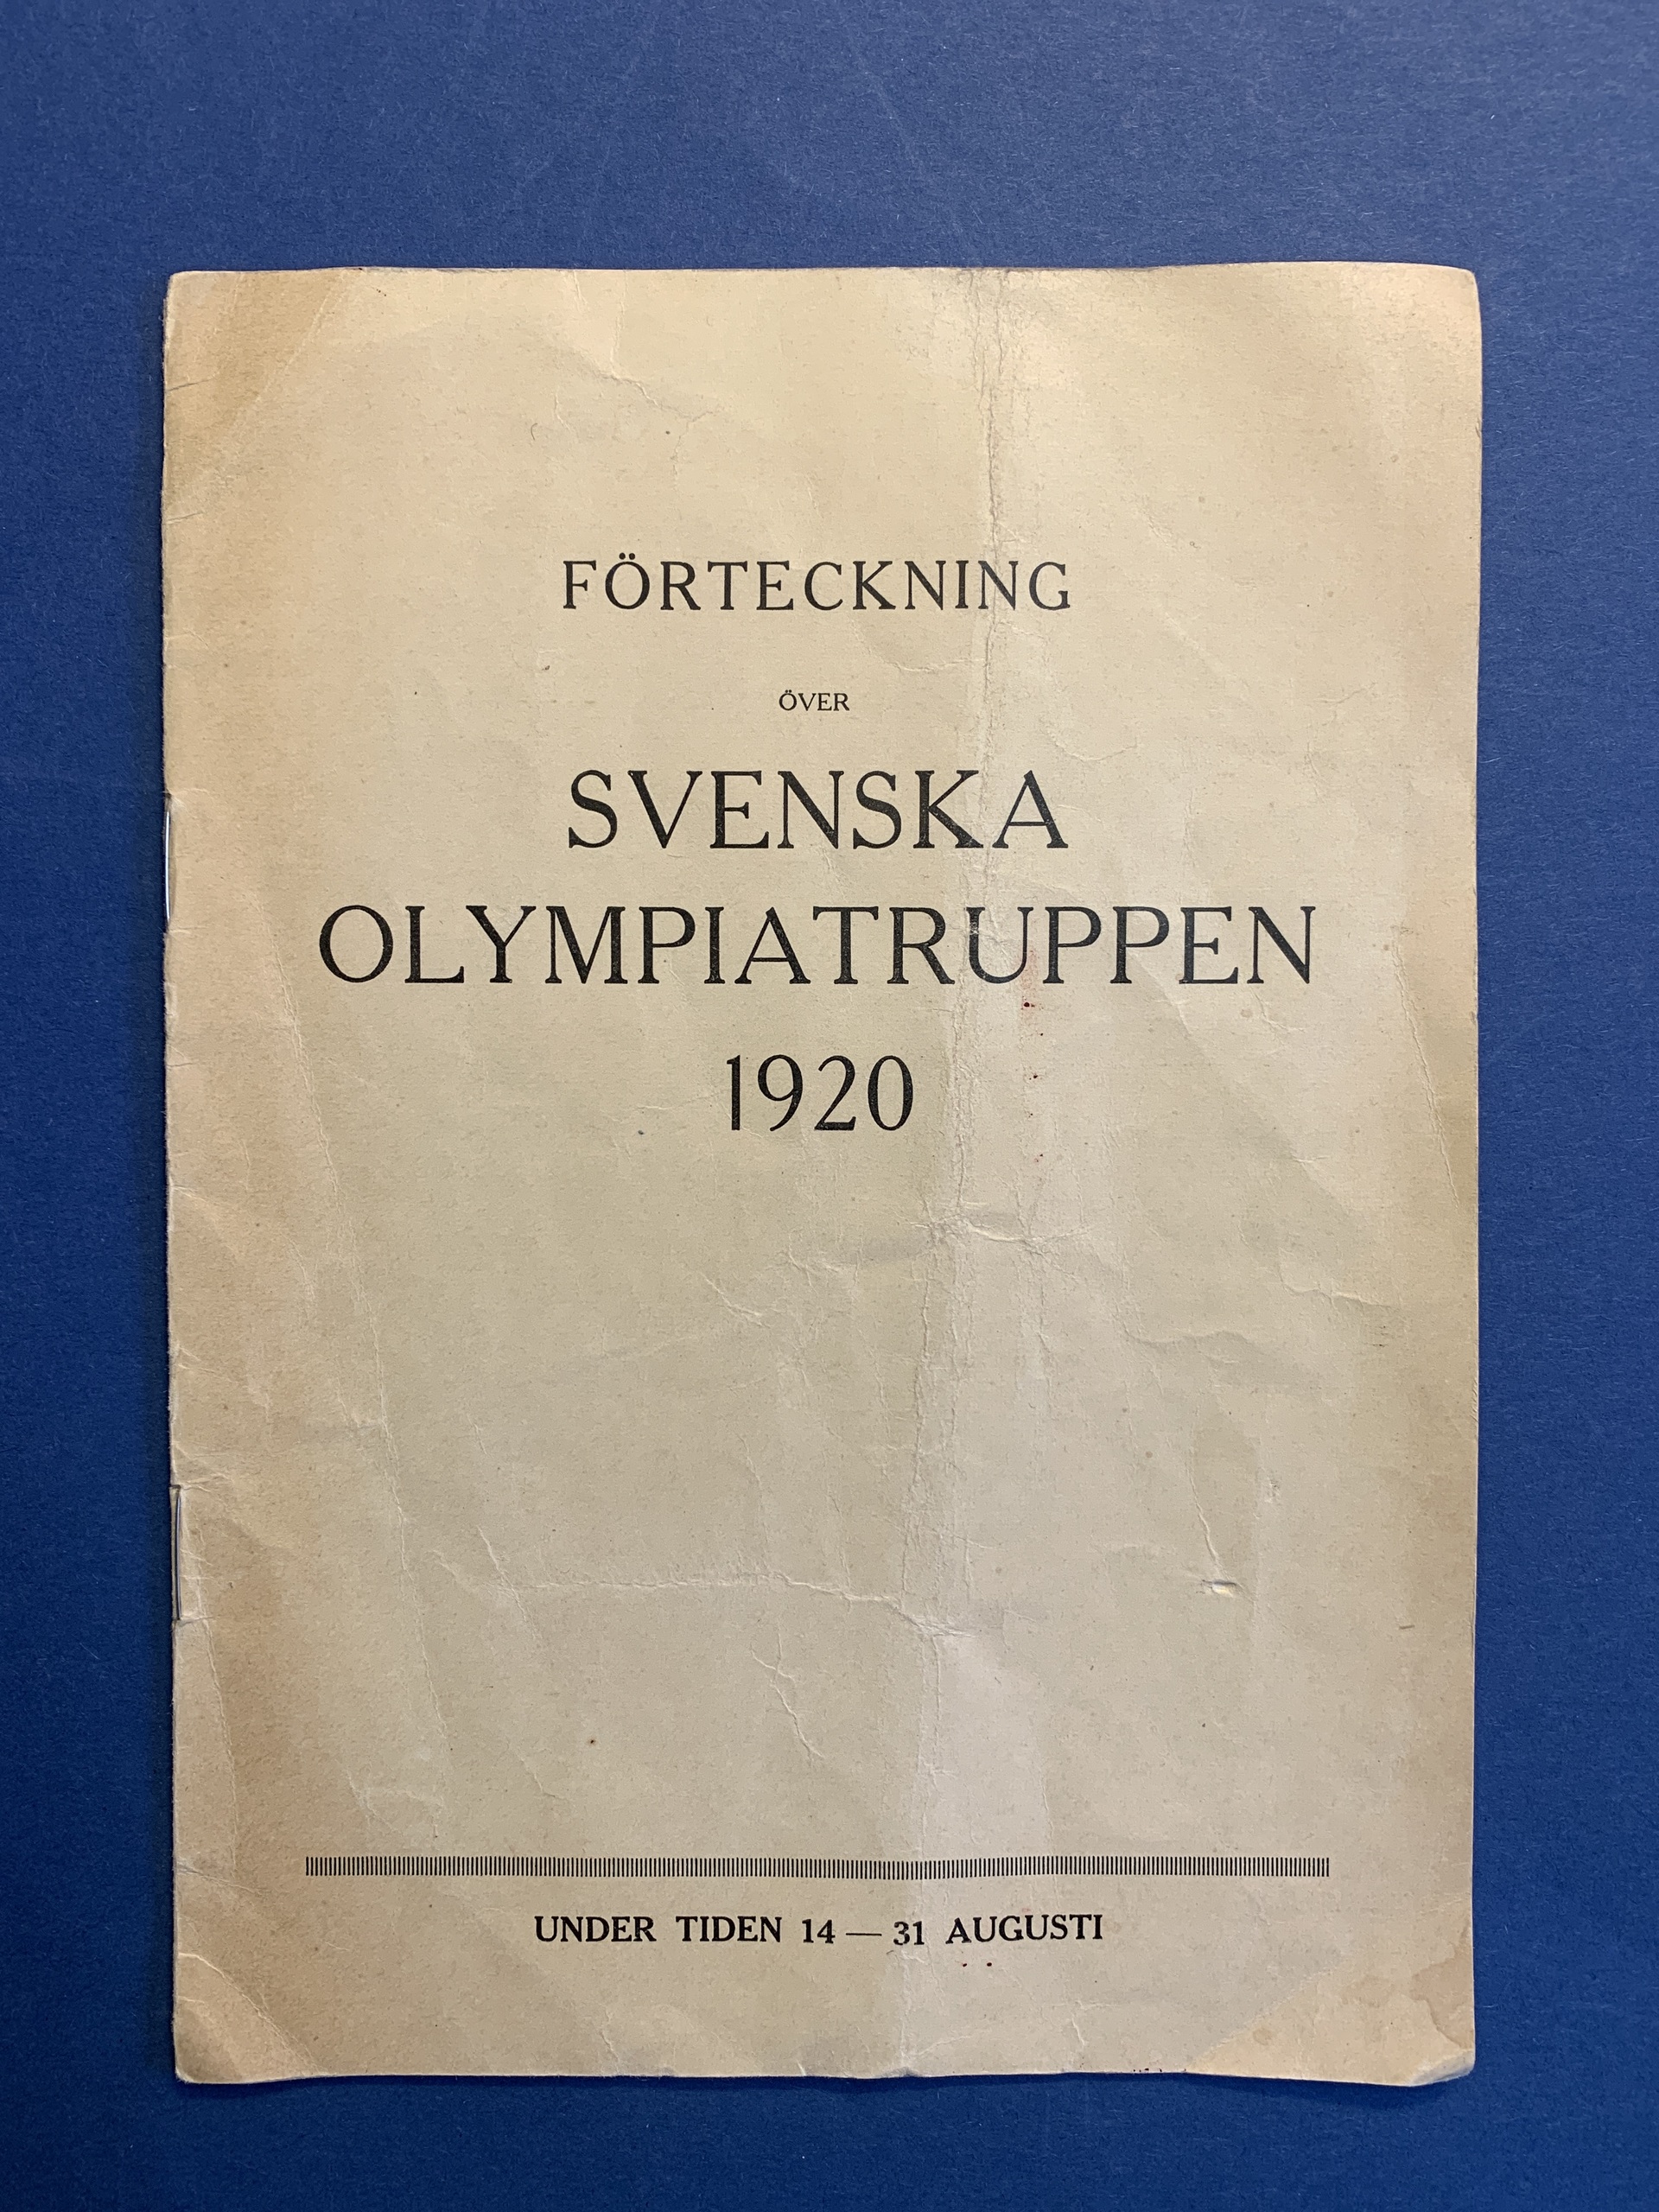 FÖRTECKNING
ÖVER
SVENSKA
OLYMPIATRUPPEN
1920
UNDER TIDEN 14 — 31 AUGUSTI